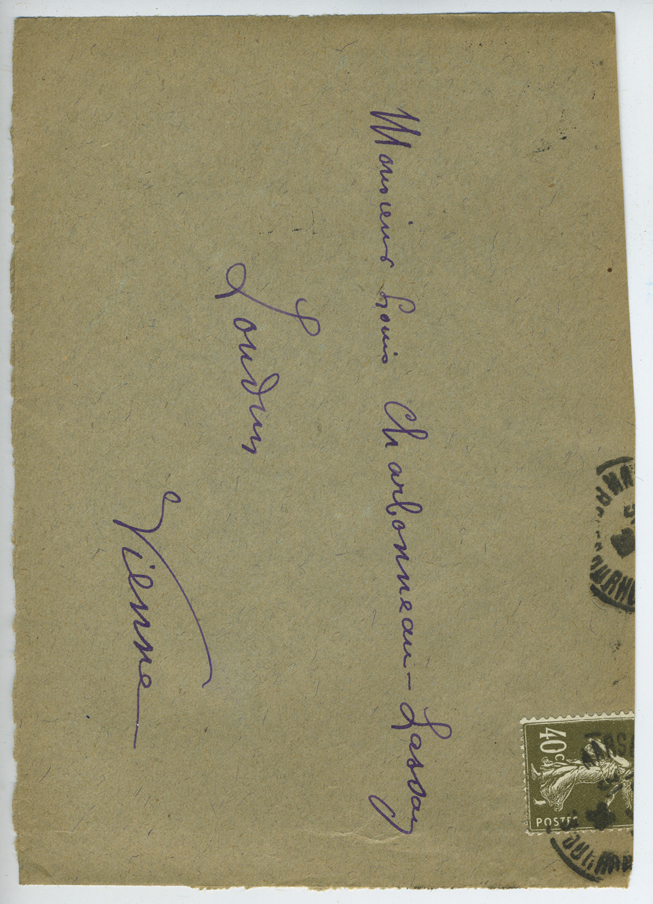 Monsieur Louis Charbonneau-Lassay
Loudun
Vienne
40c.
POSTES